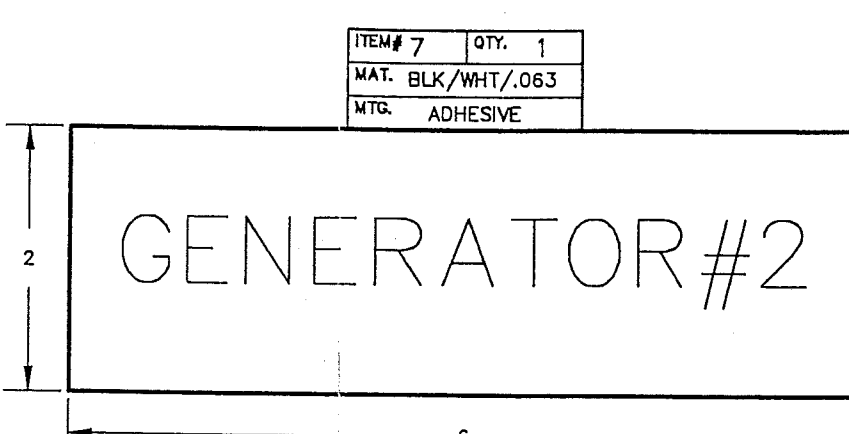 ITEM# 7 QTY. 1
MAT. BLK/WHT/.063
MTG. ADHESIVE
2
GENERATOR#2